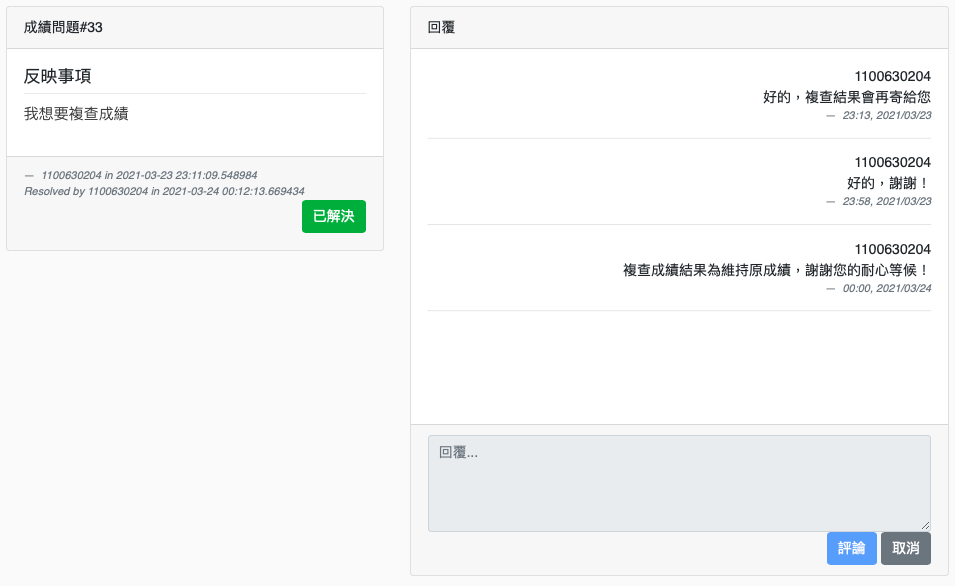 成績問題#33
反映事項
我想要複查成績
— 1100630204 in 2021-03-23 23:11:09.548984
Resolved by 1100630204 in 2021-03-24 00:12:13.669434
已解決
回覆
1100630204
好的，複查結果會再寄給您
— 23:13, 2021/03/23
1100630204
好的，謝謝！
— 23:58, 2021/03/23
1100630204
複查成績結果為維持原成績，謝謝您的耐心等候！
— 00:00, 2021/03/24
回覆...
評論 取消